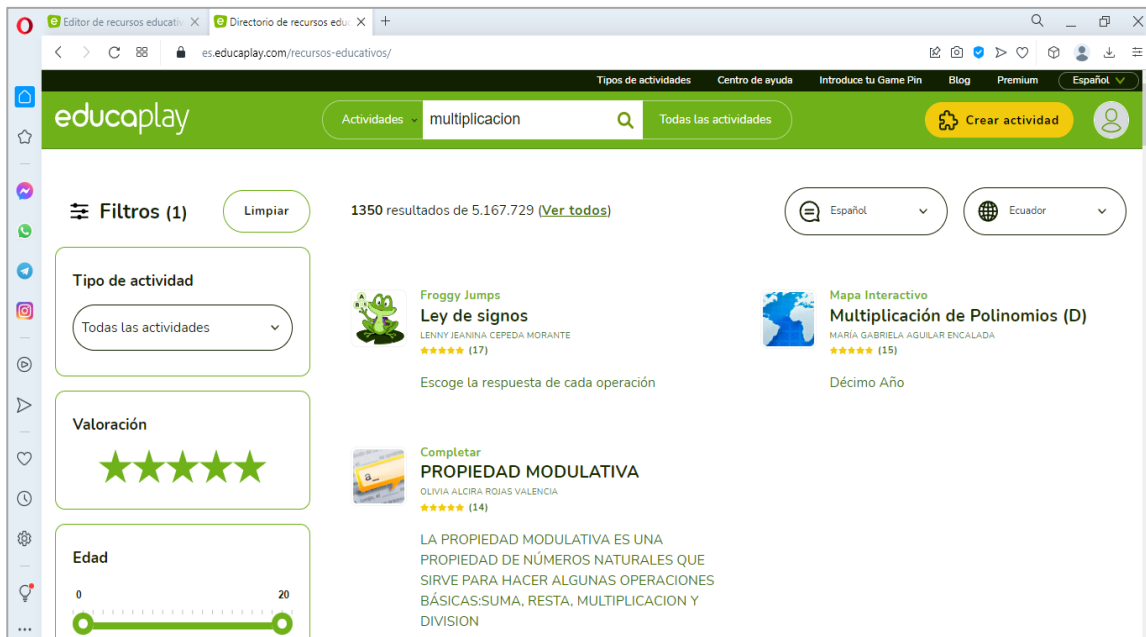 Editor de recursos educativ
Directorio de recursos educ
es.educaplay.com/recursos-educativos/
Tipos de actividades
Centro de ayuda
Introduce tu Game Pin
Blog
Premium
Español
educaplay
Actividades
multiplicacion
Todas las actividades
Crear actividad
Filtros (1)
Limpiar
1350 resultados de 5.167.729 (Ver todos)
Español
Ecuador
Tipo de actividad
Todas las actividades
Valoración
Edad
0
20
Froggy Jumps
Ley de signos
LENNY JEANINA CEPEDA MORANTE
(17)
Escoge la respuesta de cada operación
Mapa Interactivo
Multiplicación de Polinomios (D)
MARÍA GABRIELA AGUILAR ENCALADA
(15)
Décimo Año
Completar
PROPIEDAD MODULATIVA
OLIVIA ALCIRA ROJAS VALENCIA
(14)
LA PROPIEDAD MODULATIVA ES UNA
PROPIEDAD DE NÚMEROS NATURALES QUE
SIRVE PARA HACER ALGUNAS OPERACIONES
BÁSICAS:SUMA, RESTA, MULTIPLICACION Y
DIVISION